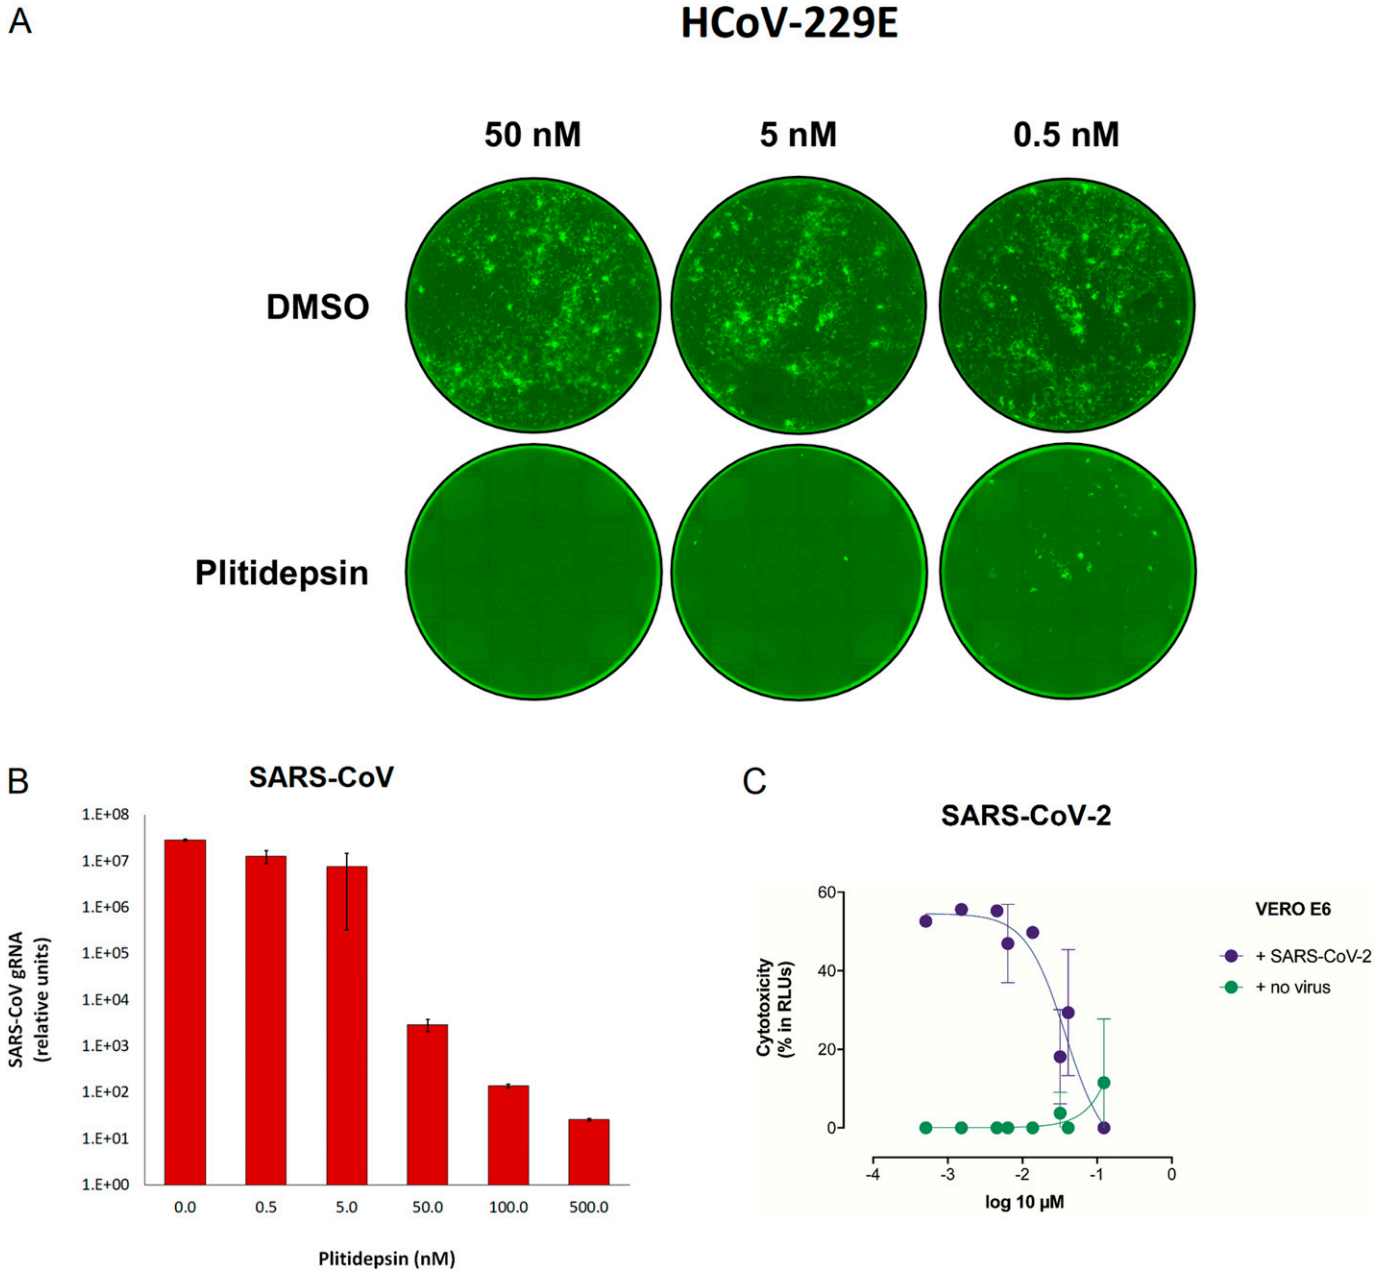 A
HCoV-229E
50 nM 5 nM 0.5 nM
DMSO
Plitidepsin
B
SARS-CoV
SARS-CoV gRNA
(relative units)
1.E+08
1.E+07
1.E+06
1.E+05
1.E+04
1.E+03
1.E+02
1.E+01
1.E+00
0.0 0.5 5.0 50.0 100.0 500.0
Plitidepsin (nM)
C
SARS-CoV-2
Cytotoxicity
(% in RLUs)
60
40
20
0
-4 -3 -2 -1 0
log 10 µM
VERO E6
+ SARS-CoV-2
+ no virus